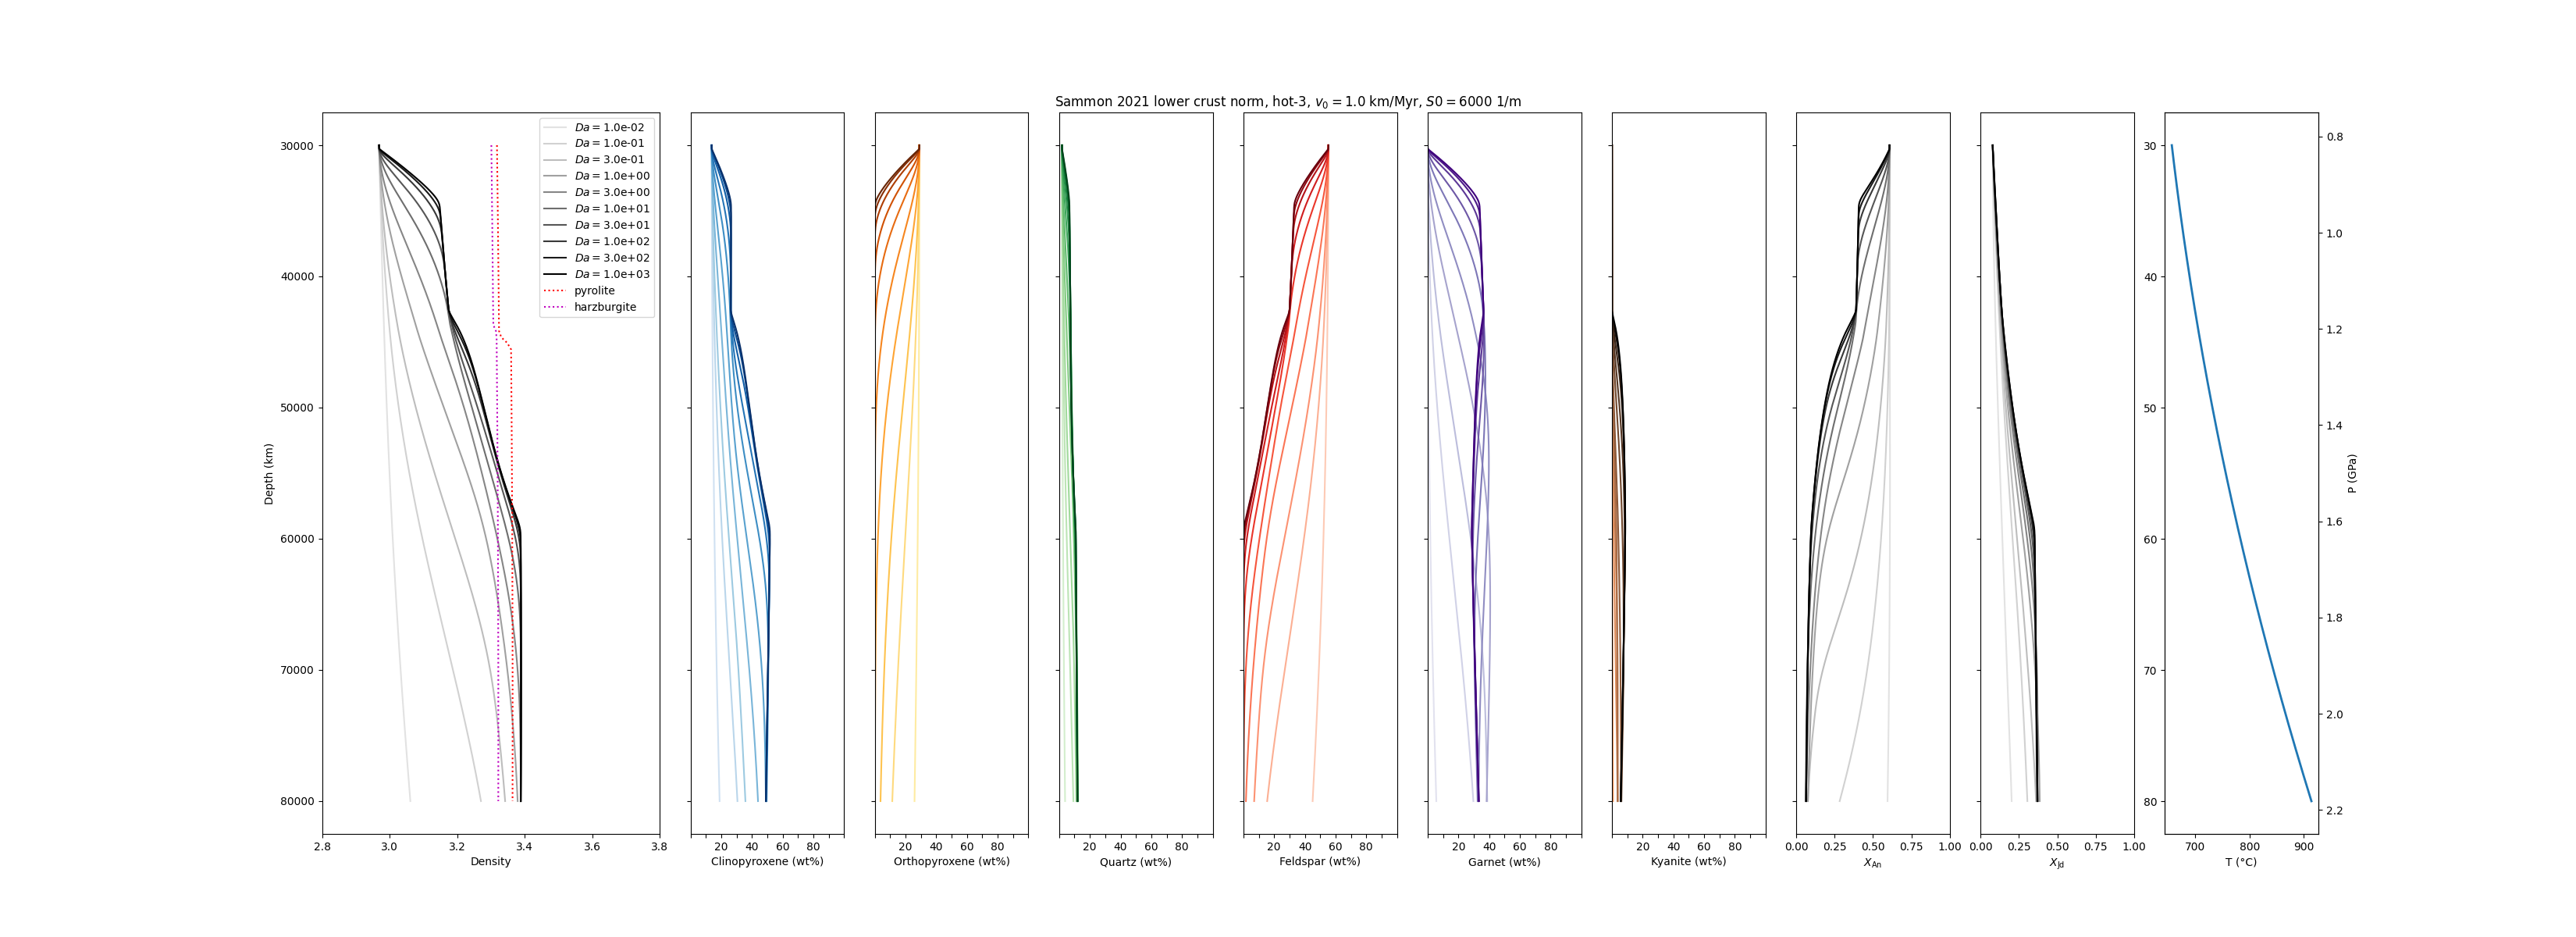 Sammon 2021 lower crust norm, hot-3, v₀ = 1.0 km/Myr, S0 = 6000 1/m
Da = 1.0e-02
Da = 1.0e-01
Da = 3.0e-01
Da = 1.0e+00
Da = 3.0e+00
Da = 1.0e+01
Da = 3.0e+01
Da = 1.0e+02
Da = 3.0e+02
Da = 1.0e+03
pyrolite
harzburgite
Depth (km)
30000
40000
50000
60000
70000
80000
2.8 3.0 3.2 3.4 3.6 3.8
Density
20 40 60 80
Clinopyroxene (wt%)
20 40 60 80
Orthopyroxene (wt%)
20 40 60 80
Quartz (wt%)
20 40 60 80
Feldspar (wt%)
20 40 60 80
Garnet (wt%)
20 40 60 80
Kyanite (wt%)
0.00 0.25 0.50 0.75 1.00
X_An
0.00 0.25 0.50 0.75 1.00
X_Jd
30
40
50
60
70
80
700 800 900
T (°C)
0.8
1.0
1.2
1.4
1.6
1.8
2.0
2.2
P (GPa)